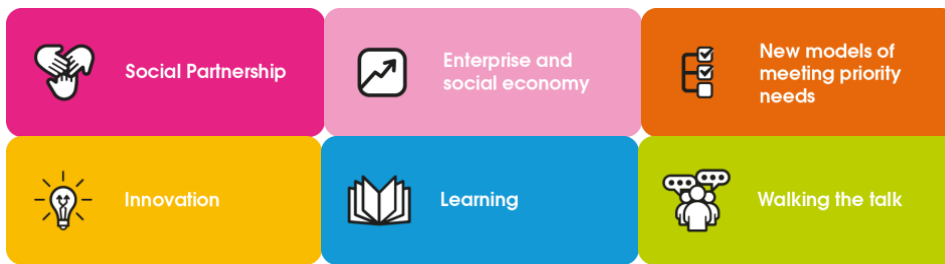 Social Partnership
Enterprise and
social economy
New models of
meeting priority
needs
Innovation
Learning
Walking the talk